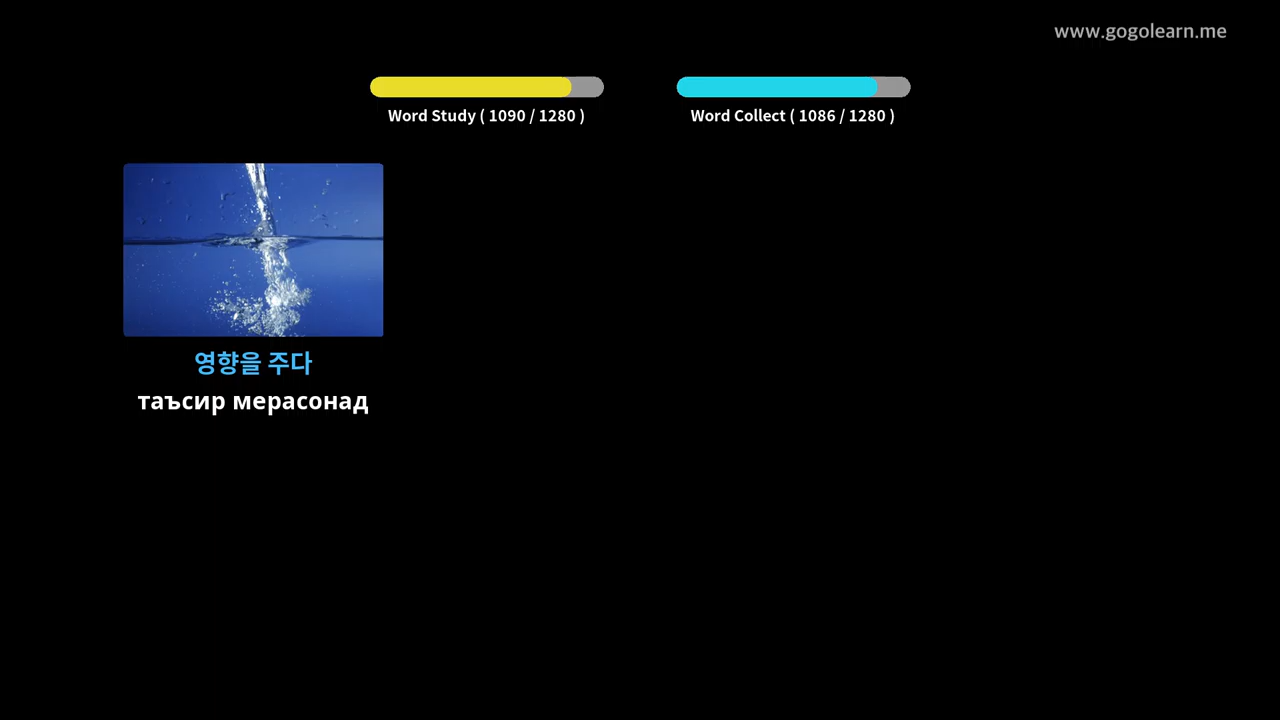 www.gogolearn.me
Word Study ( 1090 / 1280 )
Word Collect ( 1086 / 1280 )
영향을 주다
таъсир мерасонад